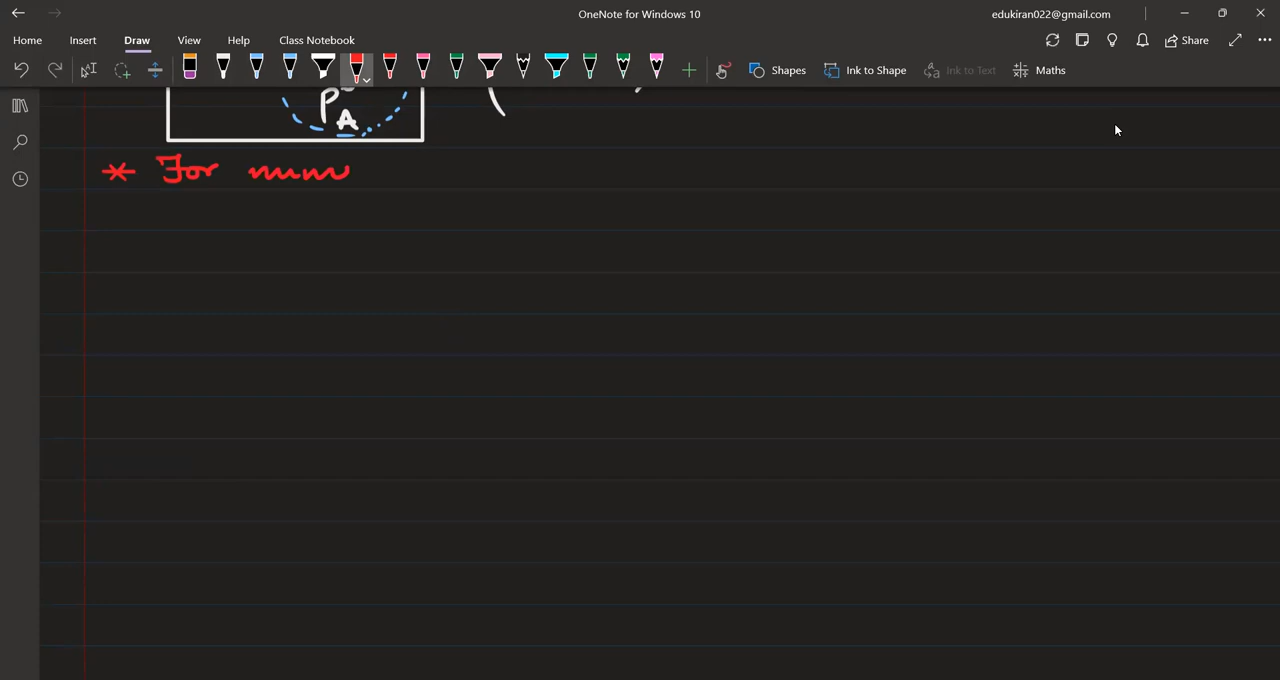 OneNote for Windows 10
edukiran022@gmail.com
Home Insert Draw View Help Class Notebook
Share
Shapes Ink to Shape Ink to Text Maths
P
A
* For